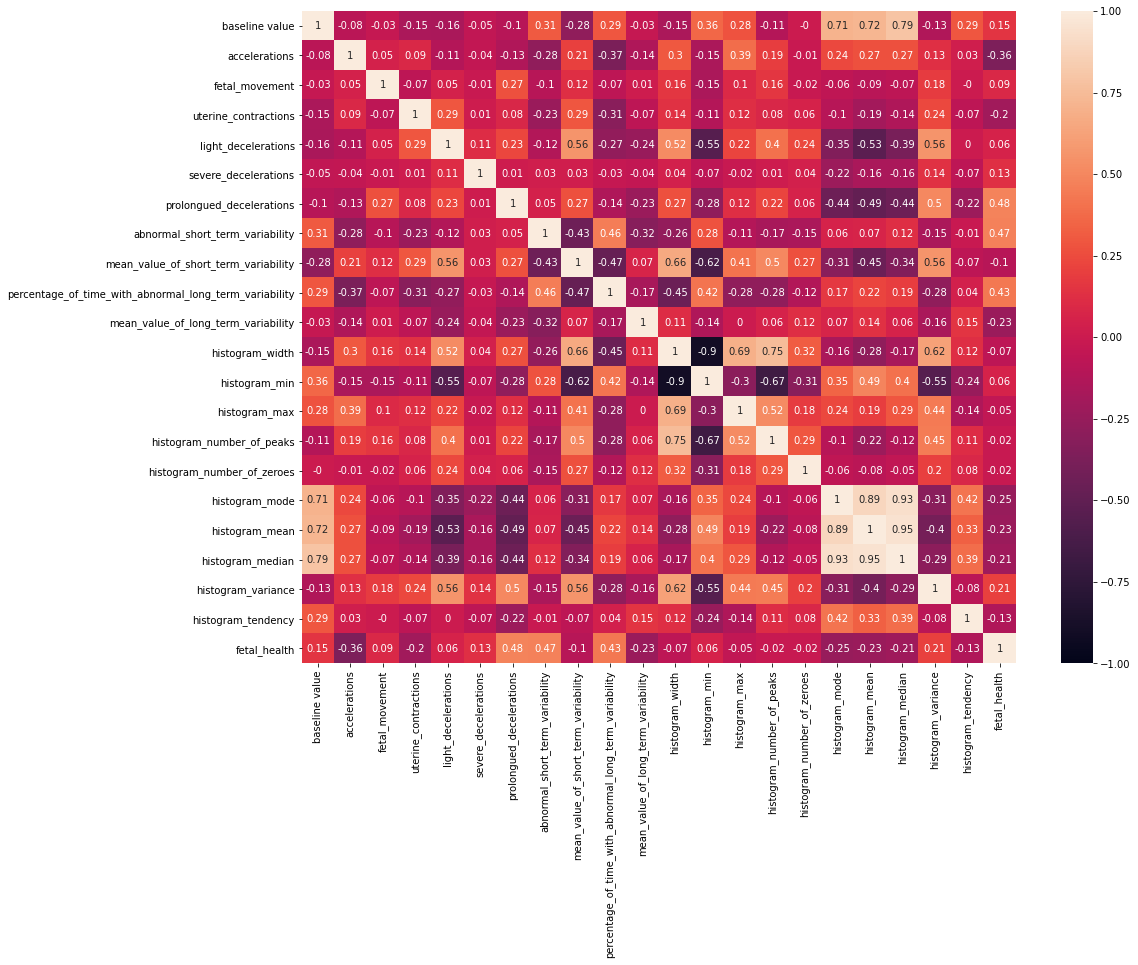 baseline value 1 -0.08 -0.03 -0.15 -0.16 -0.05 -0.1 0.31 -0.28 0.29 -0.03 -0.15 0.36 0.28 -0.11 -0 0.71 0.72 0.79 -0.13 0.29 0.15
accelerations -0.08 1 0.05 0.09 -0.11 -0.04 -0.13 -0.28 0.21 -0.37 -0.14 0.3 -0.15 0.39 0.19 -0.01 0.24 0.27 0.27 0.13 0.03 -0.36
fetal_movement -0.03 0.05 1 -0.07 0.05 -0.01 0.27 -0.1 0.12 -0.07 0.01 0.16 -0.15 0.1 0.16 -0.02 -0.06 -0.09 -0.07 0.18 -0 0.09
uterine_contractions -0.15 0.09 -0.07 1 0.29 0.01 0.08 -0.23 0.29 -0.31 -0.07 0.14 -0.11 0.12 0.08 0.06 -0.1 -0.19 -0.14 0.24 -0.07 -0.2
light_decelerations -0.16 -0.11 0.05 0.29 1 0.11 0.23 -0.12 0.56 -0.27 -0.24 0.52 -0.55 0.22 0.4 0.24 -0.35 -0.53 -0.39 0.56 0 0.06
severe_decelerations -0.05 -0.04 -0.01 0.01 0.11 1 0.01 0.03 0.03 -0.03 -0.04 0.04 -0.07 -0.02 0.01 0.04 -0.22 -0.16 -0.16 0.14 -0.07 0.13
prolongued_decelerations -0.1 -0.13 0.27 0.08 0.23 0.01 1 0.05 0.27 -0.14 -0.23 0.27 -0.28 0.12 0.22 0.06 -0.44 -0.49 -0.44 0.5 -0.22 0.48
abnormal_short_term_variability 0.31 -0.28 -0.1 -0.23 -0.12 0.03 0.05 1 -0.43 0.46 -0.32 -0.26 0.28 -0.11 -0.17 -0.15 0.06 0.07 0.12 -0.15 -0.01 0.47
mean_value_of_short_term_variability -0.28 0.21 0.12 0.29 0.56 0.03 0.27 -0.43 1 -0.47 0.07 0.66 -0.62 0.41 0.5 0.27 -0.31 -0.45 -0.34 0.56 -0.07 -0.1
percentage_of_time_with_abnormal_long_term_variability 0.29 -0.37 -0.07 -0.31 -0.27 -0.03 -0.14 0.46 -0.47 1 -0.17 -0.45 0.42 -0.28 -0.28 -0.12 0.17 0.22 0.19 -0.28 0.04 0.43
mean_value_of_long_term_variability -0.03 -0.14 0.01 -0.07 -0.24 -0.04 -0.23 -0.32 0.07 -0.17 1 0.11 -0.14 0 0.06 0.12 0.07 0.14 0.06 -0.16 0.15 -0.23
histogram_width -0.15 0.3 0.16 0.14 0.52 0.04 0.27 -0.26 0.66 -0.45 0.11 1 -0.9 0.69 0.75 0.32 -0.16 -0.28 -0.17 0.62 0.12 -0.07
histogram_min 0.36 -0.15 -0.15 -0.11 -0.55 -0.07 -0.28 0.28 -0.62 0.42 -0.14 -0.9 1 -0.3 -0.67 -0.31 0.35 0.49 0.4 -0.55 -0.24 0.06
histogram_max 0.28 0.39 0.1 0.12 0.22 -0.02 0.12 -0.11 0.41 -0.28 0 0.69 -0.3 1 0.52 0.18 0.24 0.19 0.29 0.44 -0.14 -0.05
histogram_number_of_peaks -0.11 0.19 0.16 0.08 0.4 0.01 0.22 -0.17 0.5 -0.28 0.06 0.75 -0.67 0.52 1 0.29 -0.1 -0.22 -0.12 0.45 0.11 -0.02
histogram_number_of_zeroes -0 -0.01 -0.02 0.06 0.24 0.04 0.06 -0.15 0.27 -0.12 0.12 0.32 -0.31 0.18 0.29 1 -0.06 -0.08 -0.05 0.2 0.08 -0.02
histogram_mode 0.71 0.24 -0.06 -0.1 -0.35 -0.22 -0.44 0.06 -0.31 0.17 0.07 -0.16 0.35 0.24 -0.1 -0.06 1 0.89 0.93 -0.31 0.42 -0.25
histogram_mean 0.72 0.27 -0.09 -0.19 -0.53 -0.16 -0.49 0.07 -0.45 0.22 0.14 -0.28 0.49 0.19 -0.22 -0.08 0.89 1 0.95 -0.4 0.33 -0.23
histogram_median 0.79 0.27 -0.07 -0.14 -0.39 -0.16 -0.44 0.12 -0.34 0.19 0.06 -0.17 0.4 0.29 -0.12 -0.05 0.93 0.95 1 -0.29 0.39 -0.21
histogram_variance -0.13 0.13 0.18 0.24 0.56 0.14 0.5 -0.15 0.56 -0.28 -0.16 0.62 -0.55 0.44 0.45 0.2 -0.31 -0.4 -0.29 1 -0.08 0.21
histogram_tendency 0.29 0.03 -0 -0.07 0 -0.07 -0.22 -0.01 -0.07 0.04 0.15 0.12 -0.24 -0.14 0.11 0.08 0.42 0.33 0.39 -0.08 1 -0.13
fetal_health 0.15 -0.36 0.09 -0.2 0.06 0.13 0.48 0.47 -0.1 0.43 -0.23 -0.07 0.06 -0.05 -0.02 -0.02 -0.25 -0.23 -0.21 0.21 -0.13 1
baseline value
accelerations
fetal_movement
uterine_contractions
light_decelerations
severe_decelerations
prolongued_decelerations
abnormal_short_term_variability
mean_value_of_short_term_variability
percentage_of_time_with_abnormal_long_term_variability
mean_value_of_long_term_variability
histogram_width
histogram_min
histogram_max
histogram_number_of_peaks
histogram_number_of_zeroes
histogram_mode
histogram_mean
histogram_median
histogram_variance
histogram_tendency
fetal_health
1.00
0.75
0.50
0.25
0.00
-0.25
-0.50
-0.75
-1.00